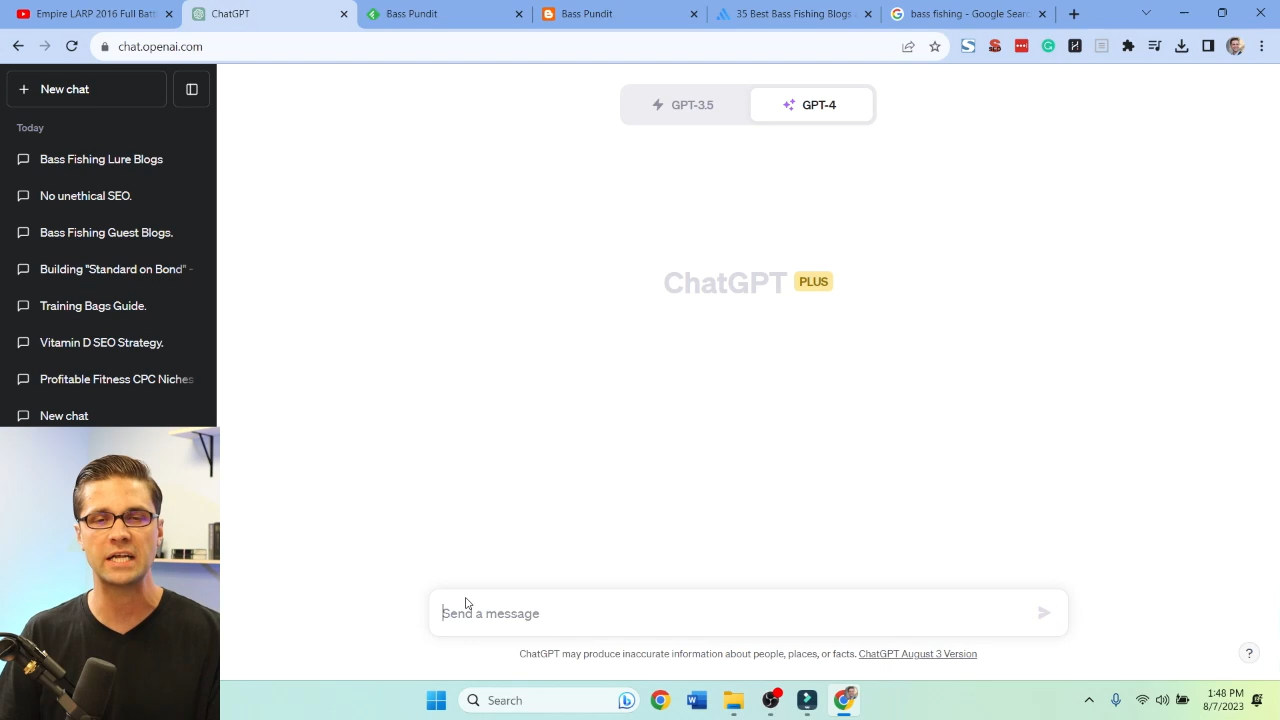 Empire LARP 2016 Full Batt
ChatGPT
Bass Pundit
Bass Pundit
35 Best Bass Fishing Blogs a
bass fishing - Google Searc
chat.openai.com
New chat
Today
Bass Fishing Lure Blogs
No unethical SEO.
Bass Fishing Guest Blogs.
Building "Standard on Bond" -
Training Bags Guide.
Vitamin D SEO Strategy.
Profitable Fitness CPC Niches
New chat
GPT-3.5
GPT-4
ChatGPT PLUS
Send a message
ChatGPT may produce inaccurate information about people, places, or facts. ChatGPT August 3 Version
?
Search
1:48 PM
8/7/2023